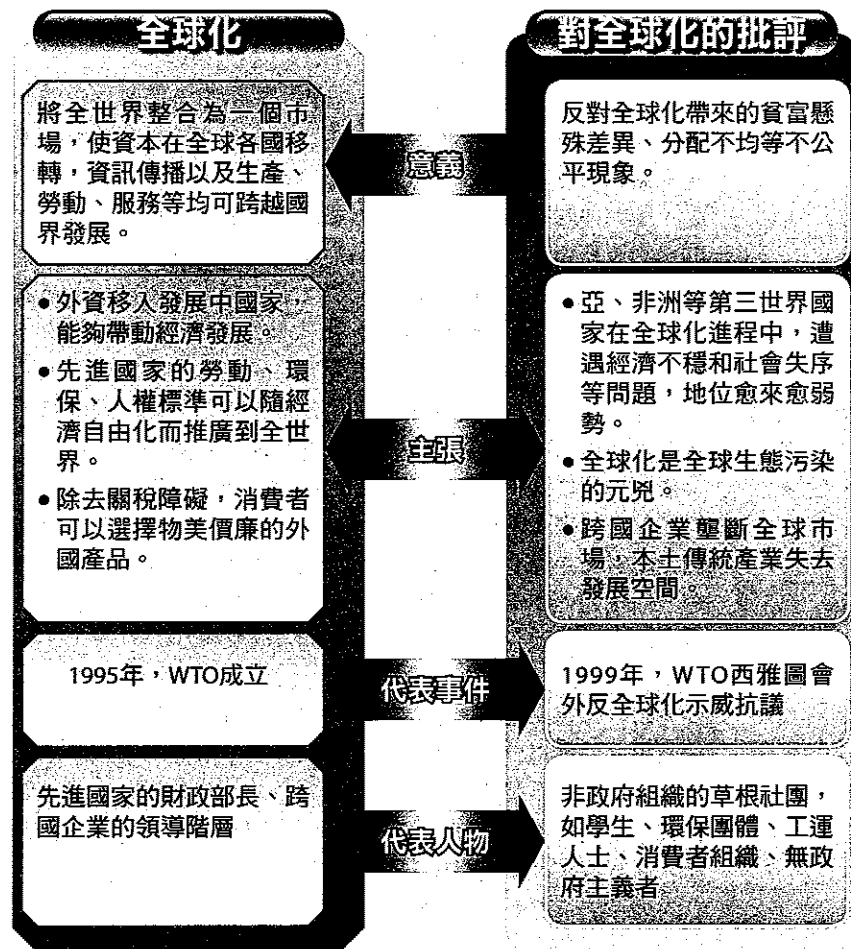 全球化
對全球化的批評
將全世界整合為一個市
場，使資本在全球各國移
轉，資訊傳播以及生產、
勞動、服務等均可跨越國
界發展。
意義
反對全球化帶來的貧富懸
殊差異、分配不均等不公
平現象。
●外資移入發展中國家，
能夠帶動經濟發展。
●先進國家的勞動、環
保、人權標準可以隨經
濟自由化而推廣到全世
界。
●除去關稅障礙，消費者
可以選擇物美價廉的外
國產品。
主張
●亞、非洲等第三世界國
家在全球化進程中，遭
遇經濟不穩和社會失序
等問題，地位愈來愈弱
勢。
●全球化是全球生態污染
的元兇。
●跨國企業壟斷全球市
場，本土傳統產業失去
發展空間。
1995年，WTO成立
代表事件
1999年，WTO西雅圖會
外反全球化示威抗議
先進國家的財政部長、跨
國企業的領導階層
代表人物
非政府組織的草根社團，
如學生、環保團體、工運
人士、消費者組織、無政
府主義者